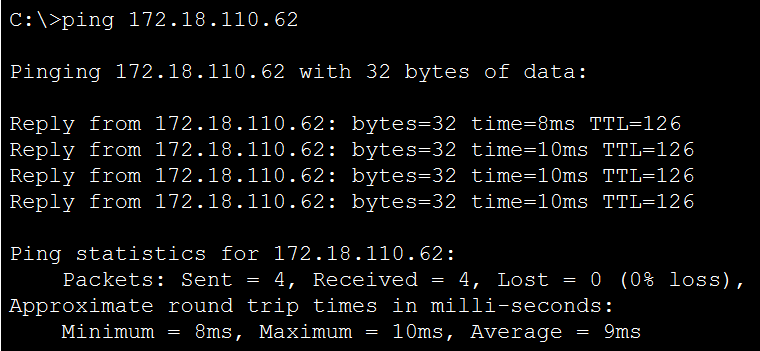 C:\>ping 172.18.110.62
Pinging 172.18.110.62 with 32 bytes of data:
Reply from 172.18.110.62: bytes=32 time=8ms TTL=126
Reply from 172.18.110.62: bytes=32 time=10ms TTL=126
Reply from 172.18.110.62: bytes=32 time=10ms TTL=126
Reply from 172.18.110.62: bytes=32 time=10ms TTL=126
Ping statistics for 172.18.110.62:
Packets: Sent = 4, Received = 4, Lost = 0 (0% loss),
Approximate round trip times in milli-seconds:
Minimum = 8ms, Maximum = 10ms, Average = 9ms